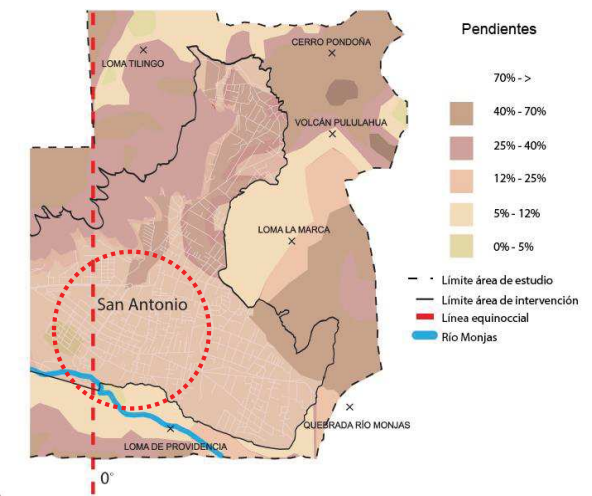 Pendientes
CERRO PONDOÑA
LOMA TILINGO
70% - >
40% - 70%
VOLCÁN PULULAHUA
25% - 40%
12% - 25%
5% - 12%
LOMA LA MARCA
0% - 5%
Límite área de estudio
Límite área de intervención
San Antonio
Línea equinoccial
Río Monjas
QUEBRADA RÍO MONJAS
LOMA DE PROVIDENCIA
0°